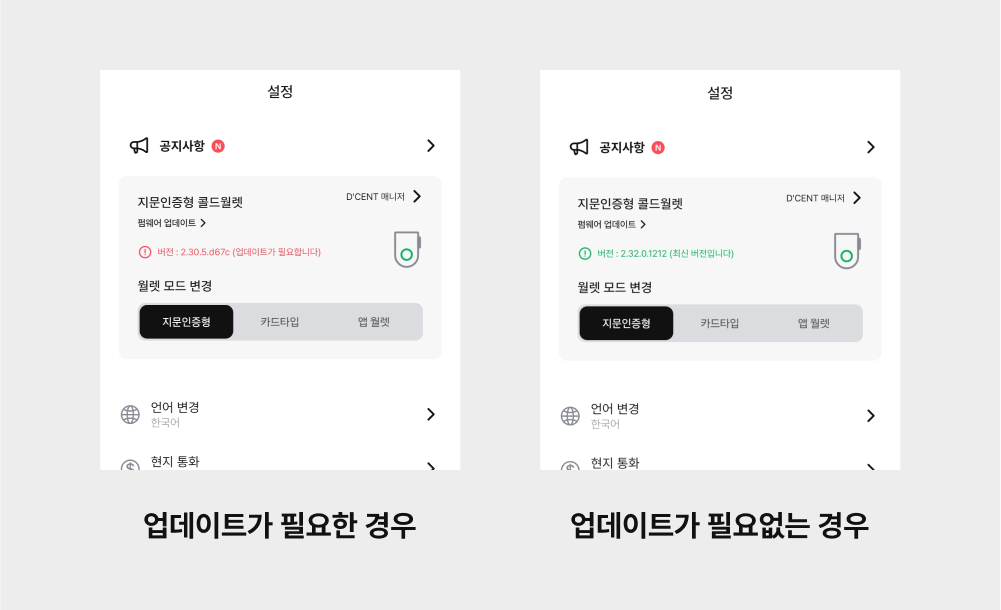 설정
공지사항 N
D'CENT 매니저
지문인증형 콜드월렛
펌웨어 업데이트
버전 : 2.30.5.d67c (업데이트가 필요합니다)
월렛 모드 변경
지문인증형 카드타입 앱 월렛
언어 변경
한국어
현지 통화
업데이트가 필요한 경우
설정
공지사항 N
D'CENT 매니저
지문인증형 콜드월렛
펌웨어 업데이트
버전 : 2.32.0.1212 (최신 버전입니다)
월렛 모드 변경
지문인증형 카드타입 앱 월렛
언어 변경
한국어
현지 통화
업데이트가 필요없는 경우